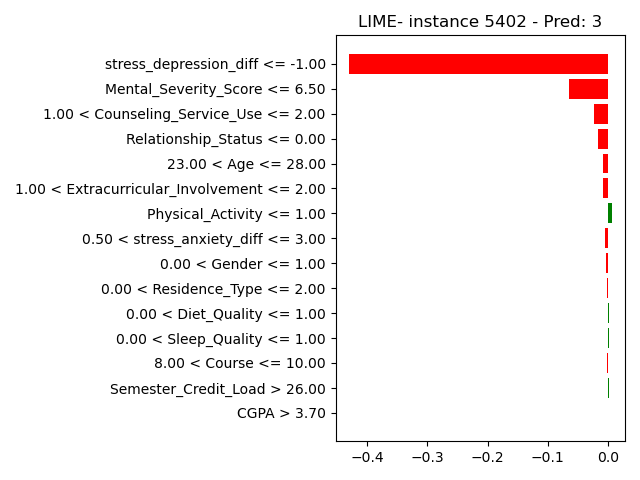 LIME- instance 5402 - Pred: 3
stress_depression_diff <= -1.00
Mental_Severity_Score <= 6.50
1.00 < Counseling_Service_Use <= 2.00
Relationship_Status <= 0.00
23.00 < Age <= 28.00
1.00 < Extracurricular_Involvement <= 2.00
Physical_Activity <= 1.00
0.50 < stress_anxiety_diff <= 3.00
0.00 < Gender <= 1.00
0.00 < Residence_Type <= 2.00
0.00 < Diet_Quality <= 1.00
0.00 < Sleep_Quality <= 1.00
8.00 < Course <= 10.00
Semester_Credit_Load > 26.00
CGPA > 3.70
−0.4 −0.3 −0.2 −0.1 0.0